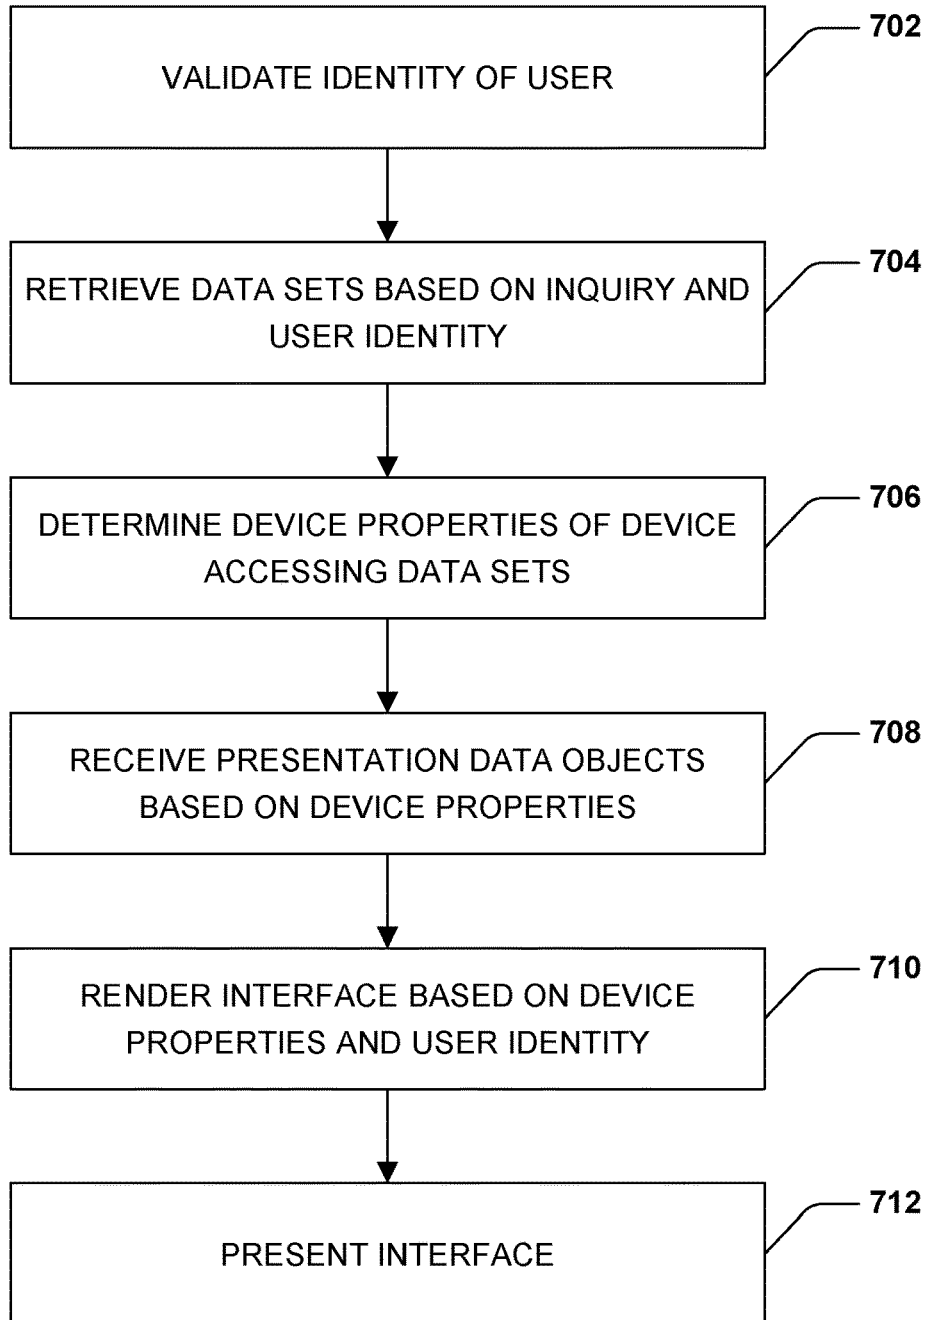 702
VALIDATE IDENTITY OF USER
704
RETRIEVE DATA SETS BASED ON INQUIRY AND
USER IDENTITY
706
DETERMINE DEVICE PROPERTIES OF DEVICE
ACCESSING DATA SETS
708
RECEIVE PRESENTATION DATA OBJECTS
BASED ON DEVICE PROPERTIES
710
RENDER INTERFACE BASED ON DEVICE
PROPERTIES AND USER IDENTITY
712
PRESENT INTERFACE